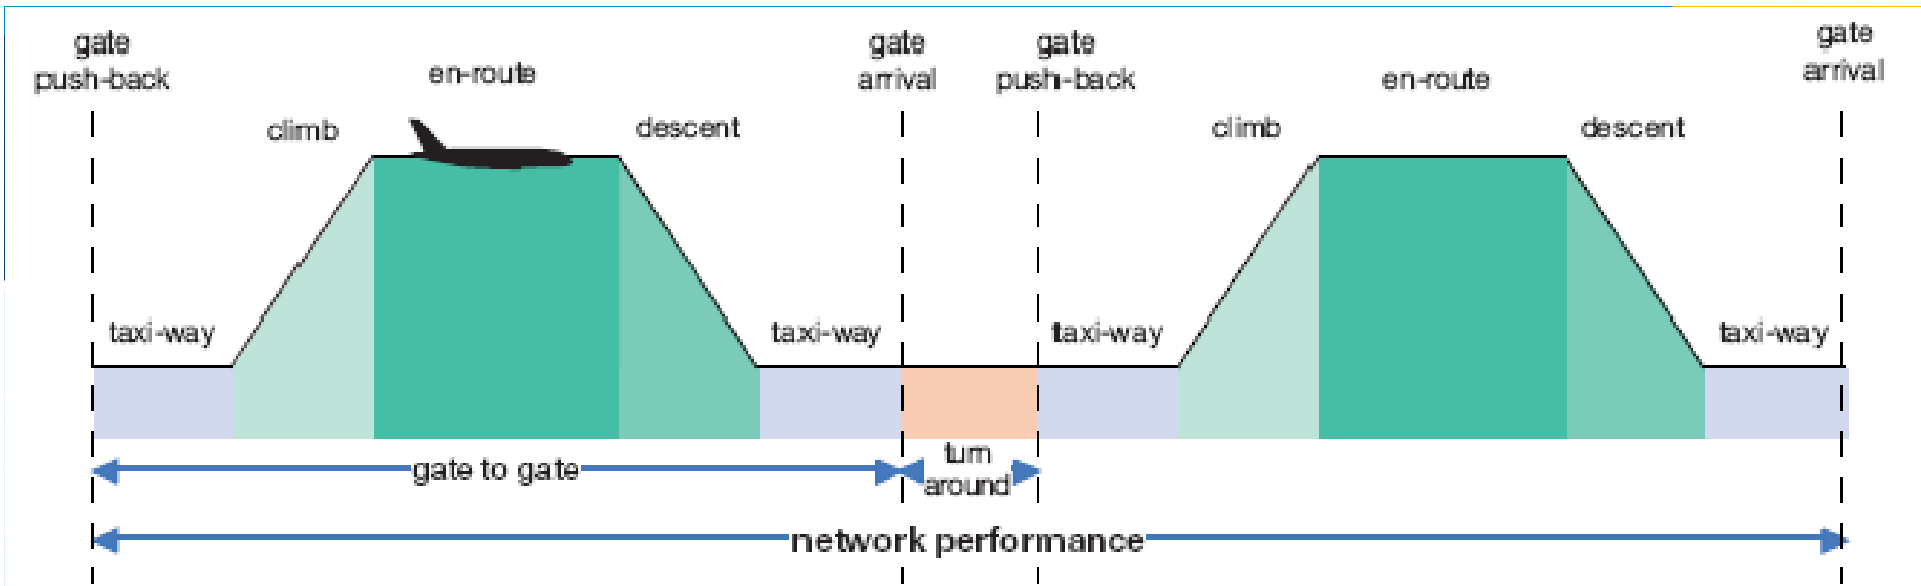 gate
push-back
en-route
gate
arrival
gate
push-back
en-route
gate
arrival
climb
descent
climb
descent
taxi-way
taxi-way
taxi-way
taxi-way
gate to gate
turn
around
network performance